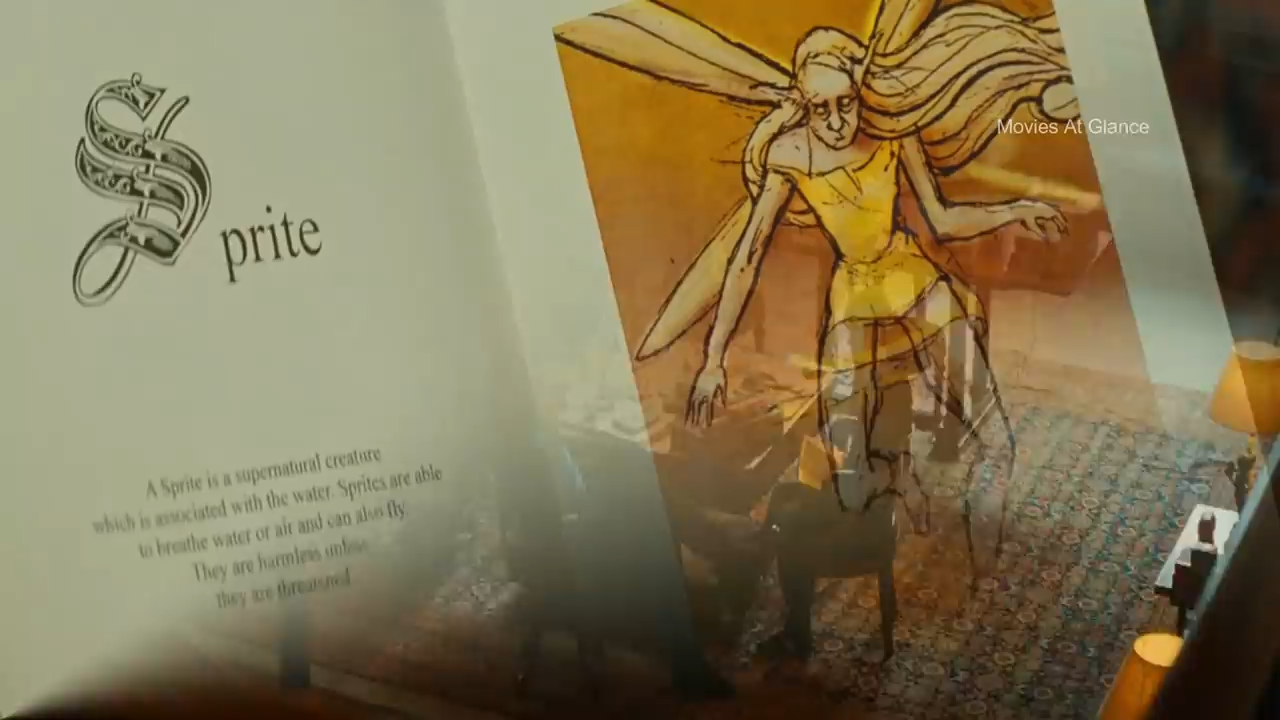 Sprite
Movies At Glance
A Sprite is a supernatural creature
which is associated with the water. Sprites are able
to breathe water or air and can also fly.
They are harmless unless
they are threatened.